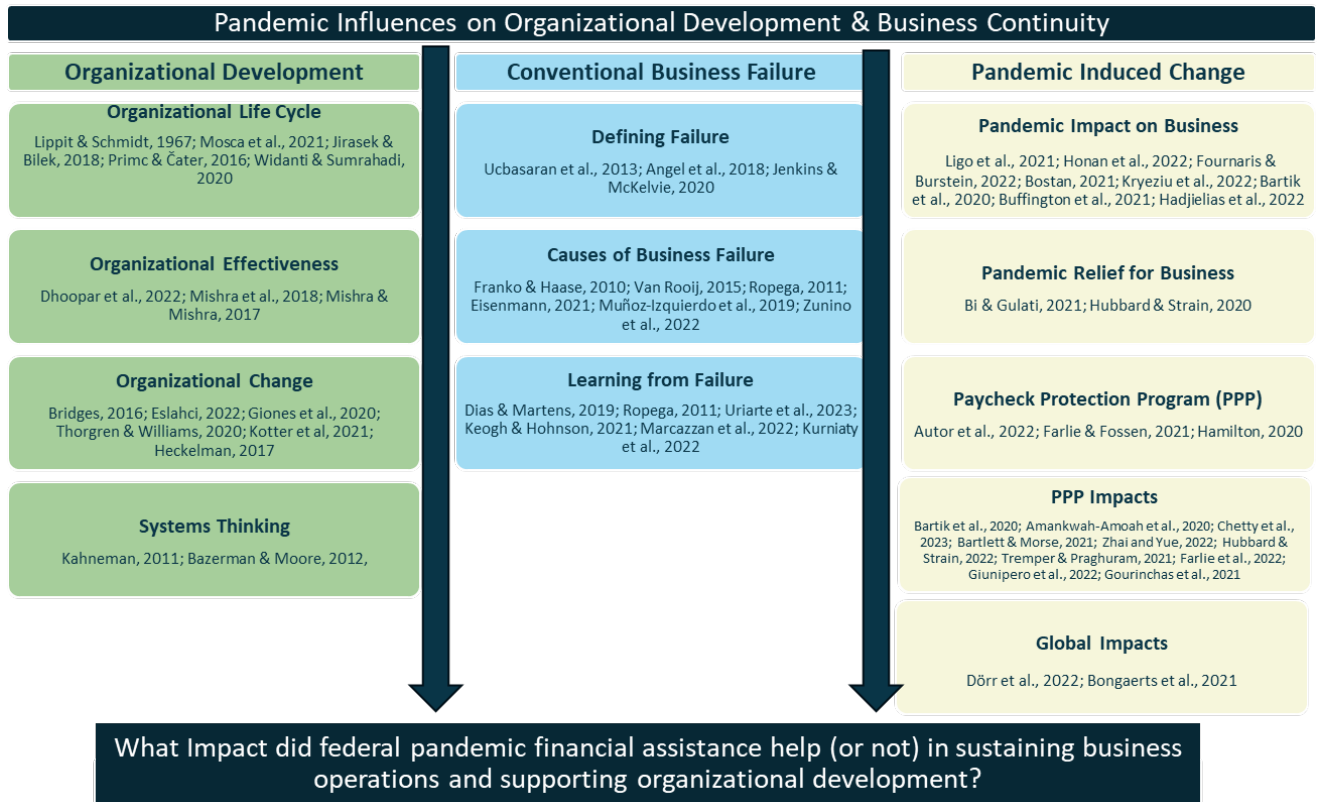 Pandemic Influences on Organizational Development & Business Continuity
Organizational Development
Organizational Life Cycle
Lippit & Schmidt, 1967; Mosca et al., 2021; Jirasek &
Bilek, 2018; Primc & Čater, 2016; Widanti & Sumrahadi,
2020
Organizational Effectiveness
Dhoopar et al., 2022; Mishra et al., 2018; Mishra &
Mishra, 2017
Organizational Change
Bridges, 2016; Eslahci, 2022; Giones et al., 2020;
Thorgren & Williams, 2020; Kotter et al, 2021;
Heckelman, 2017
Systems Thinking
Kahneman, 2011; Bazerman & Moore, 2012,
Conventional Business Failure
Defining Failure
Ucbasaran et al., 2013; Angel et al., 2018; Jenkins &
McKelvie, 2020
Causes of Business Failure
Franko & Haase, 2010; Van Rooij, 2015; Ropega, 2011;
Eisenmann, 2021; Muñoz-Izquierdo et al., 2019; Zunino
et al., 2022
Learning from Failure
Dias & Martens, 2019; Ropega, 2011; Uriarte et al., 2023;
Keogh & Hohnson, 2021; Marcazzan et al., 2022; Kurniaty
et al., 2022
Pandemic Induced Change
Pandemic Impact on Business
Ligo et al., 2021; Honan et al., 2022; Fournaris &
Burstein, 2022; Bostan, 2021; Kryeziu et al., 2022; Bartik
et al., 2020; Buffington et al., 2021; Hadjielias et al., 2022
Pandemic Relief for Business
Bi & Gulati, 2021; Hubbard & Strain, 2020
Paycheck Protection Program (PPP)
Autor et al., 2022; Farlie & Fossen, 2021; Hamilton, 2020
PPP Impacts
Bartik et al., 2020; Amankwah-Amoah et al., 2020; Chetty et al.,
2023; Bartlett & Morse, 2021; Zhai and Yue, 2022; Hubbard &
Strain, 2022; Tremper & Praghuram, 2021; Farlie et al., 2022;
Giunipero et al., 2022; Gourinchas et al., 2021
Global Impacts
Dörr et al., 2022; Bongaerts et al., 2021
What Impact did federal pandemic financial assistance help (or not) in sustaining business
operations and supporting organizational development?